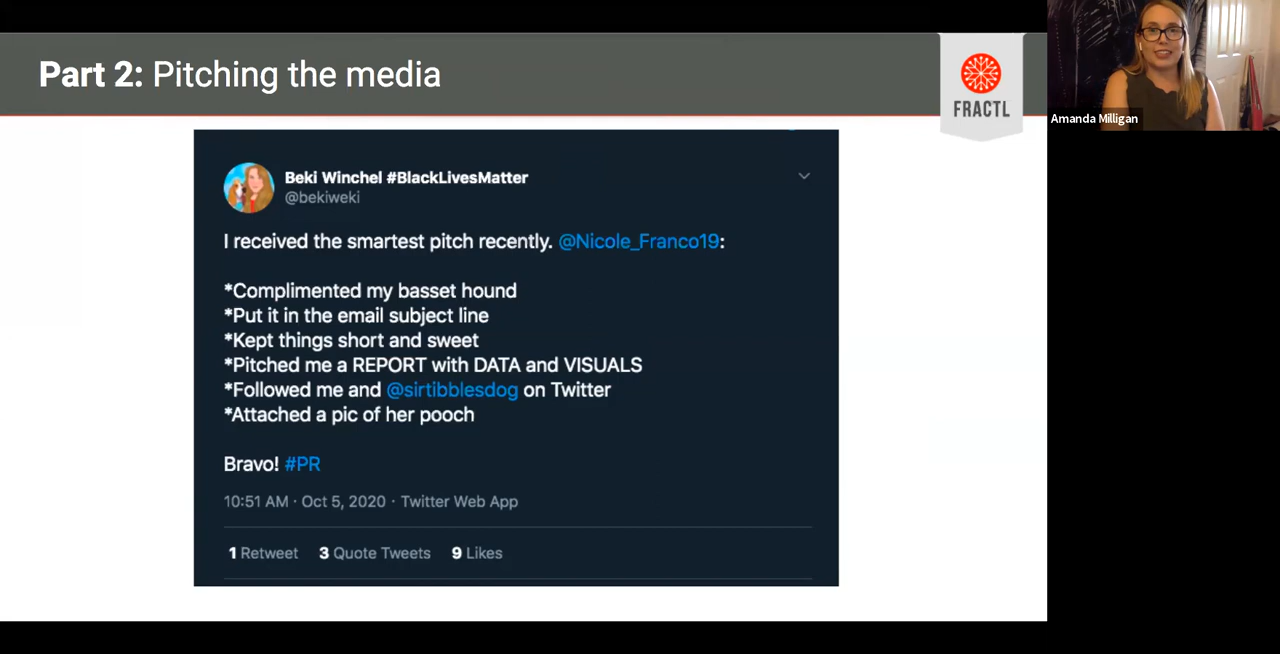 Part 2: Pitching the media
FRACTL
Amanda Milligan
Beki Winchel #BlackLivesMatter
@bekiweki
I received the smartest pitch recently. @Nicole_Franco19:
*Complimented my basset hound
*Put it in the email subject line
*Kept things short and sweet
*Pitched me a REPORT with DATA and VISUALS
*Followed me and @sirtibblesdog on Twitter
*Attached a pic of her pooch
Bravo! #PR
10:51 AM · Oct 5, 2020 · Twitter Web App
1 Retweet 3 Quote Tweets 9 Likes